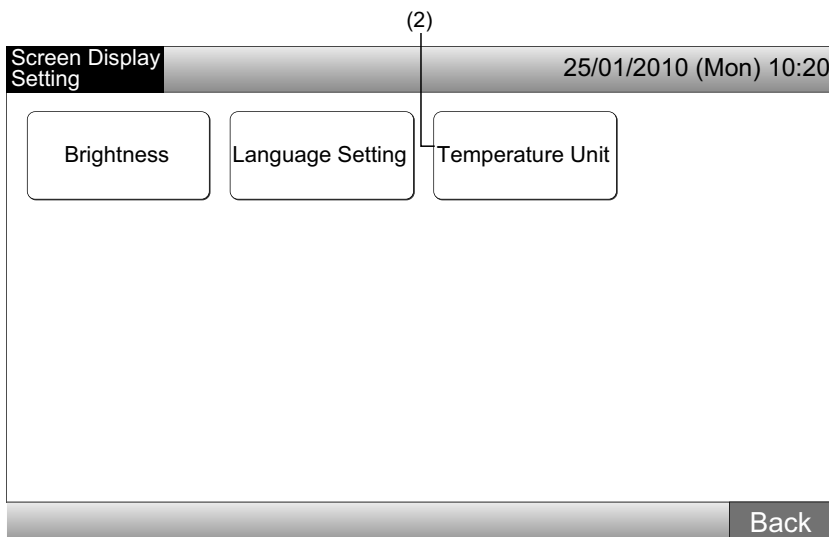 (2)
Screen Display
Setting
25/01/2010 (Mon) 10:20
Brightness
Language Setting
Temperature Unit
Back